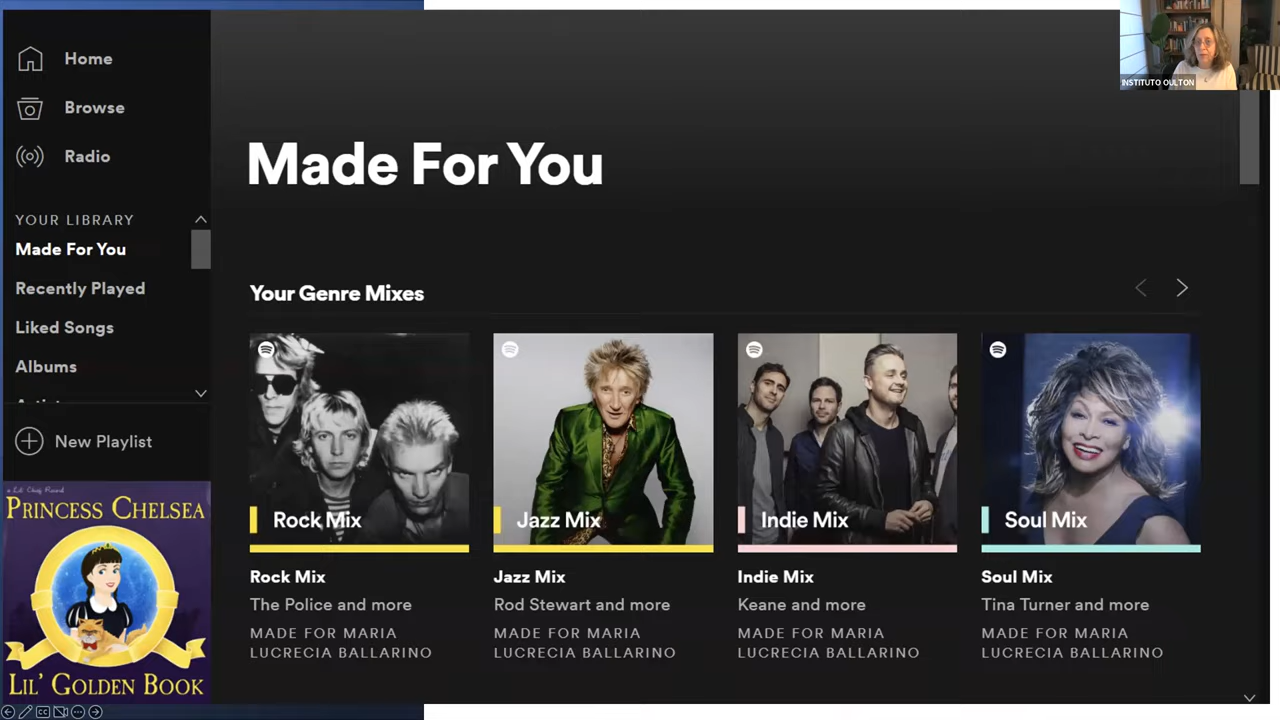 Home
Browse
Radio
YOUR LIBRARY
Made For You
Recently Played
Liked Songs
Albums
New Playlist
a Lil' Chief Record
PRINCESS CHELSEA
LIL' GOLDEN BOOK
INSTITUTO OULTON
Made For You
Your Genre Mixes
Rock Mix
Jazz Mix
Indie Mix
Soul Mix
Rock Mix
The Police and more
MADE FOR MARIA
LUCRECIA BALLARINO
Jazz Mix
Rod Stewart and more
MADE FOR MARIA
LUCRECIA BALLARINO
Indie Mix
Keane and more
MADE FOR MARIA
LUCRECIA BALLARINO
Soul Mix
Tina Turner and more
MADE FOR MARIA
LUCRECIA BALLARINO